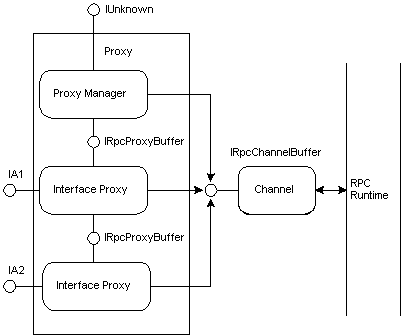 IUnknown
Proxy
Proxy Manager
IRpcProxyBuffer
IRpcChannelBuffer
IA1
Interface Proxy
Channel
RPC
Runtime
IRpcProxyBuffer
IA2
Interface Proxy